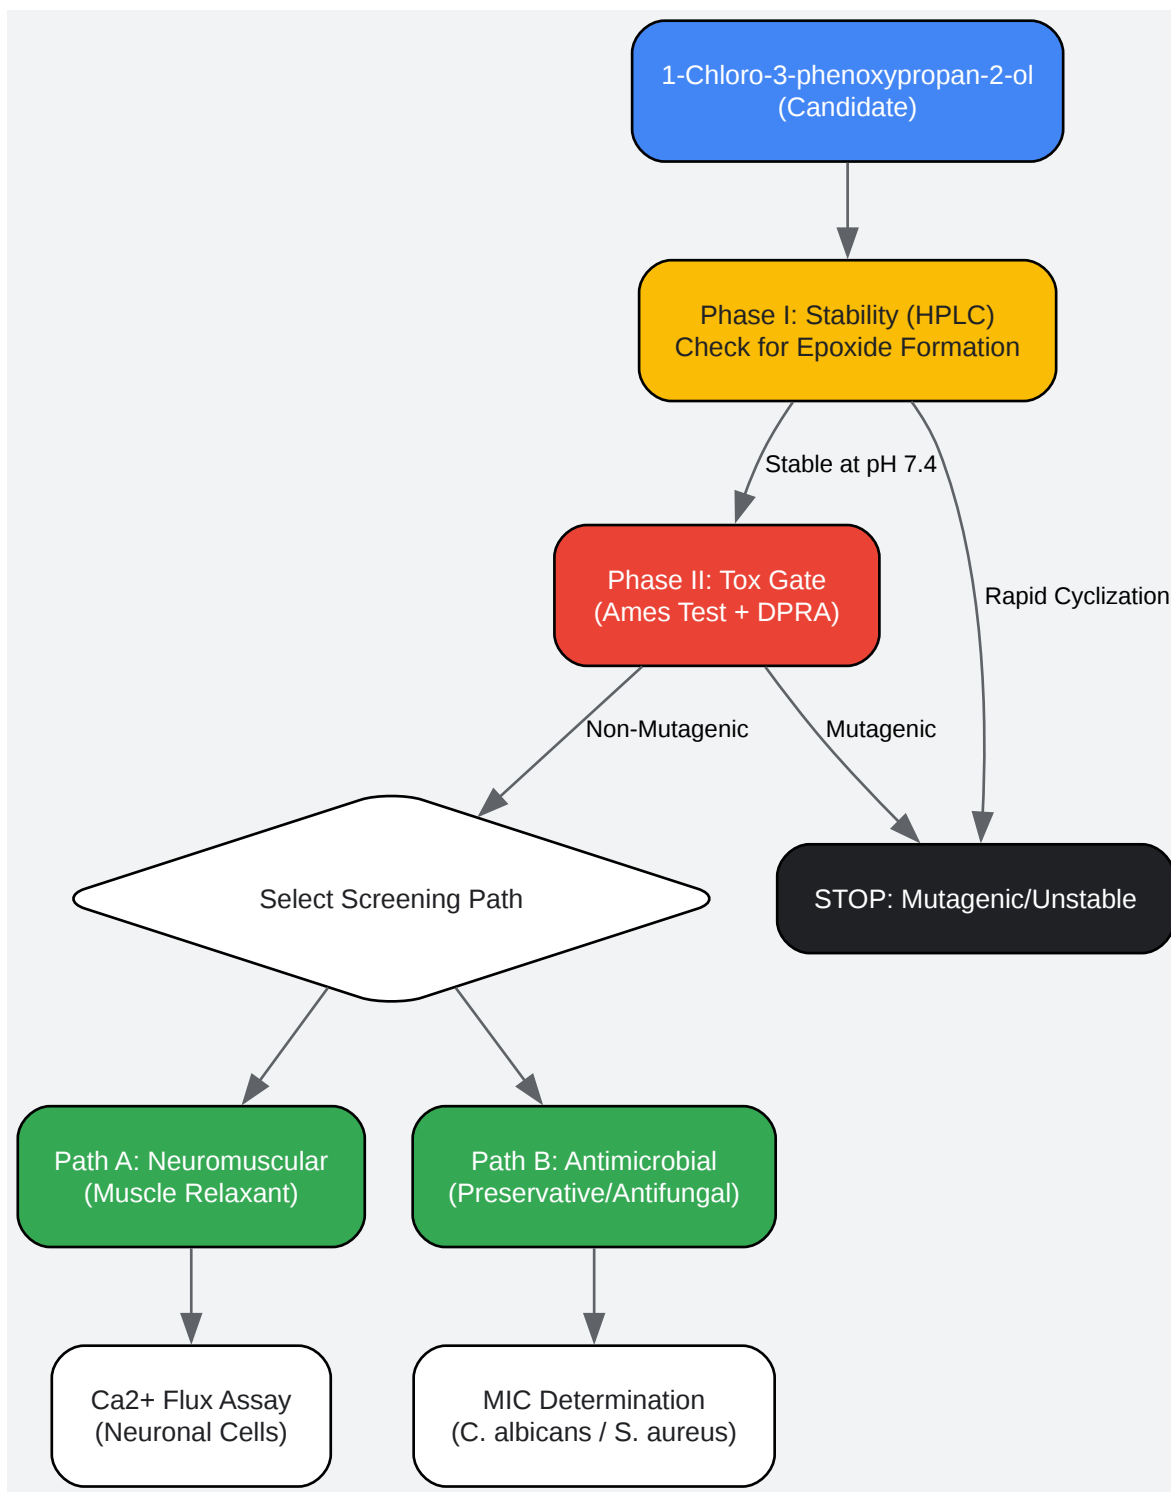 1-Chloro-3-phenoxypropan-2-ol
(Candidate)
Phase I: Stability (HPLC)
Check for Epoxide Formation
Stable at pH 7.4
Rapid Cyclization
Phase II: Tox Gate
(Ames Test + DPRA)
Non-Mutagenic
Mutagenic
Select Screening Path
STOP: Mutagenic/Unstable
Path A: Neuromuscular
(Muscle Relaxant)
Path B: Antimicrobial
(Preservative/Antifungal)
Ca2+ Flux Assay
(Neuronal Cells)
MIC Determination
(C. albicans / S. aureus)